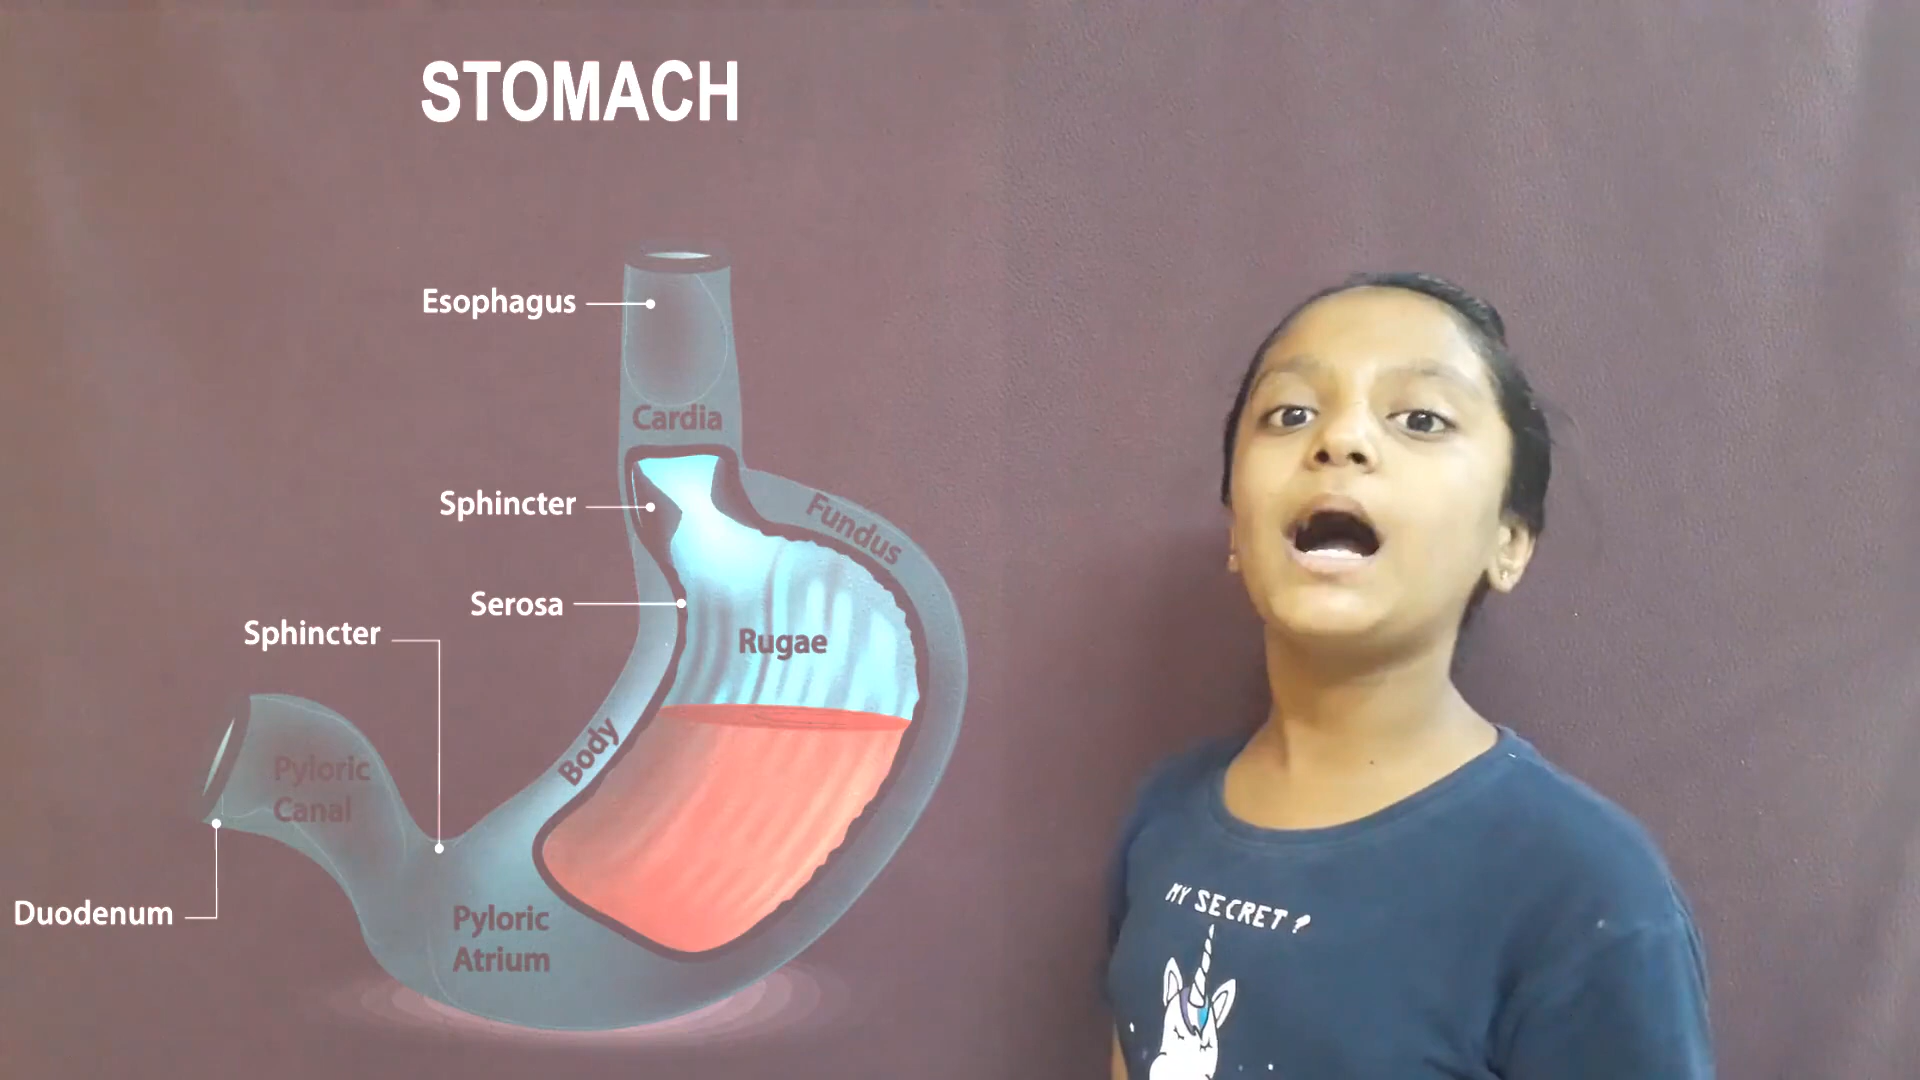 STOMACH
Esophagus
Cardia
Sphincter
Fundus
Serosa
Sphincter
Rugae
Body
Pyloric
Canal
Duodenum
Pyloric
Atrium
MY SECRET?